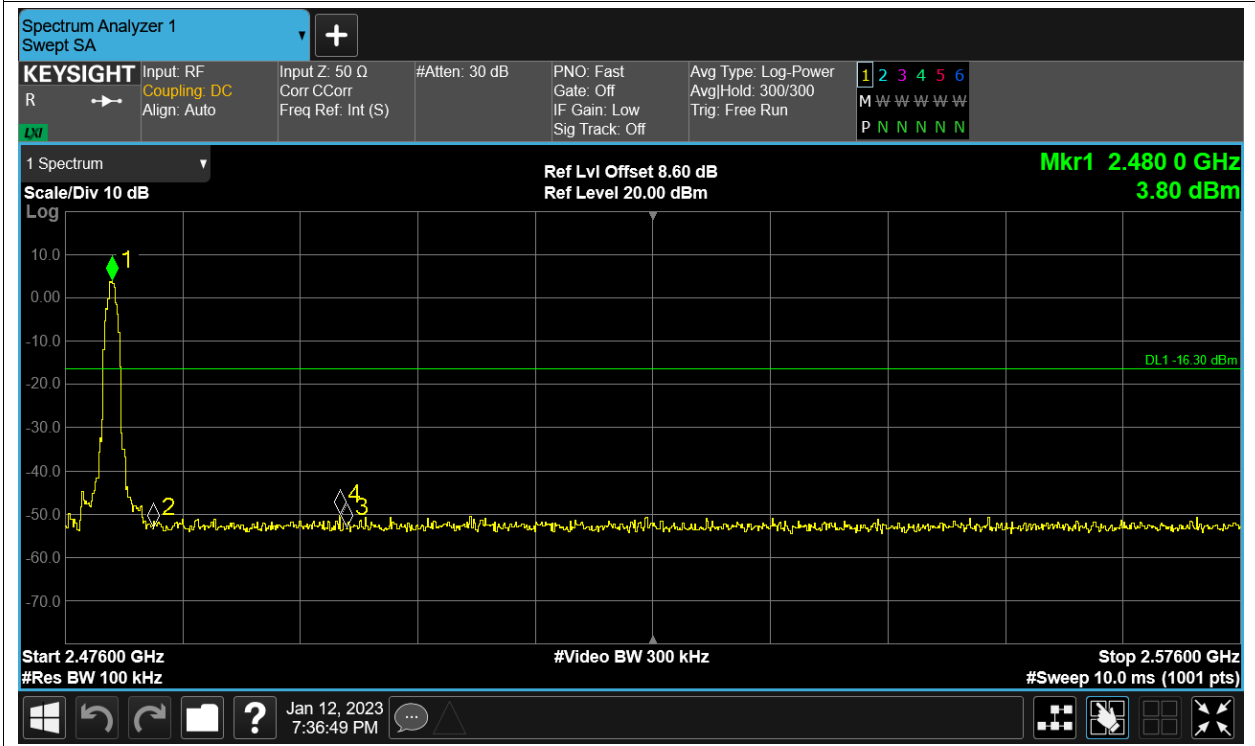 Spectrum Analyzer 1
Swept SA
+
KEYSIGHT
R
LXI
Input: RF
Coupling: DC
Align: Auto
Input Z: 50 Ω
Corr CCorr
Freq Ref: Int (S)
#Atten: 30 dB
PNO: Fast
Gate: Off
IF Gain: Low
Sig Track: Off
Avg Type: Log-Power
Avg|Hold: 300/300
Trig: Free Run
1 2 3 4 5 6
M W W W W W
P N N N N N
1 Spectrum
Scale/Div 10 dB
Log
Ref Lvl Offset 8.60 dB
Ref Level 20.00 dBm
Mkr1 2.480 0 GHz
3.80 dBm
10.0
0.00
-10.0
-20.0
-30.0
-40.0
-50.0
-60.0
-70.0
1
DL1 -16.30 dBm
2
4
3
Start 2.47600 GHz
#Res BW 100 kHz
#Video BW 300 kHz
Stop 2.57600 GHz
#Sweep 10.0 ms (1001 pts)
?
Jan 12, 2023
7:36:49 PM